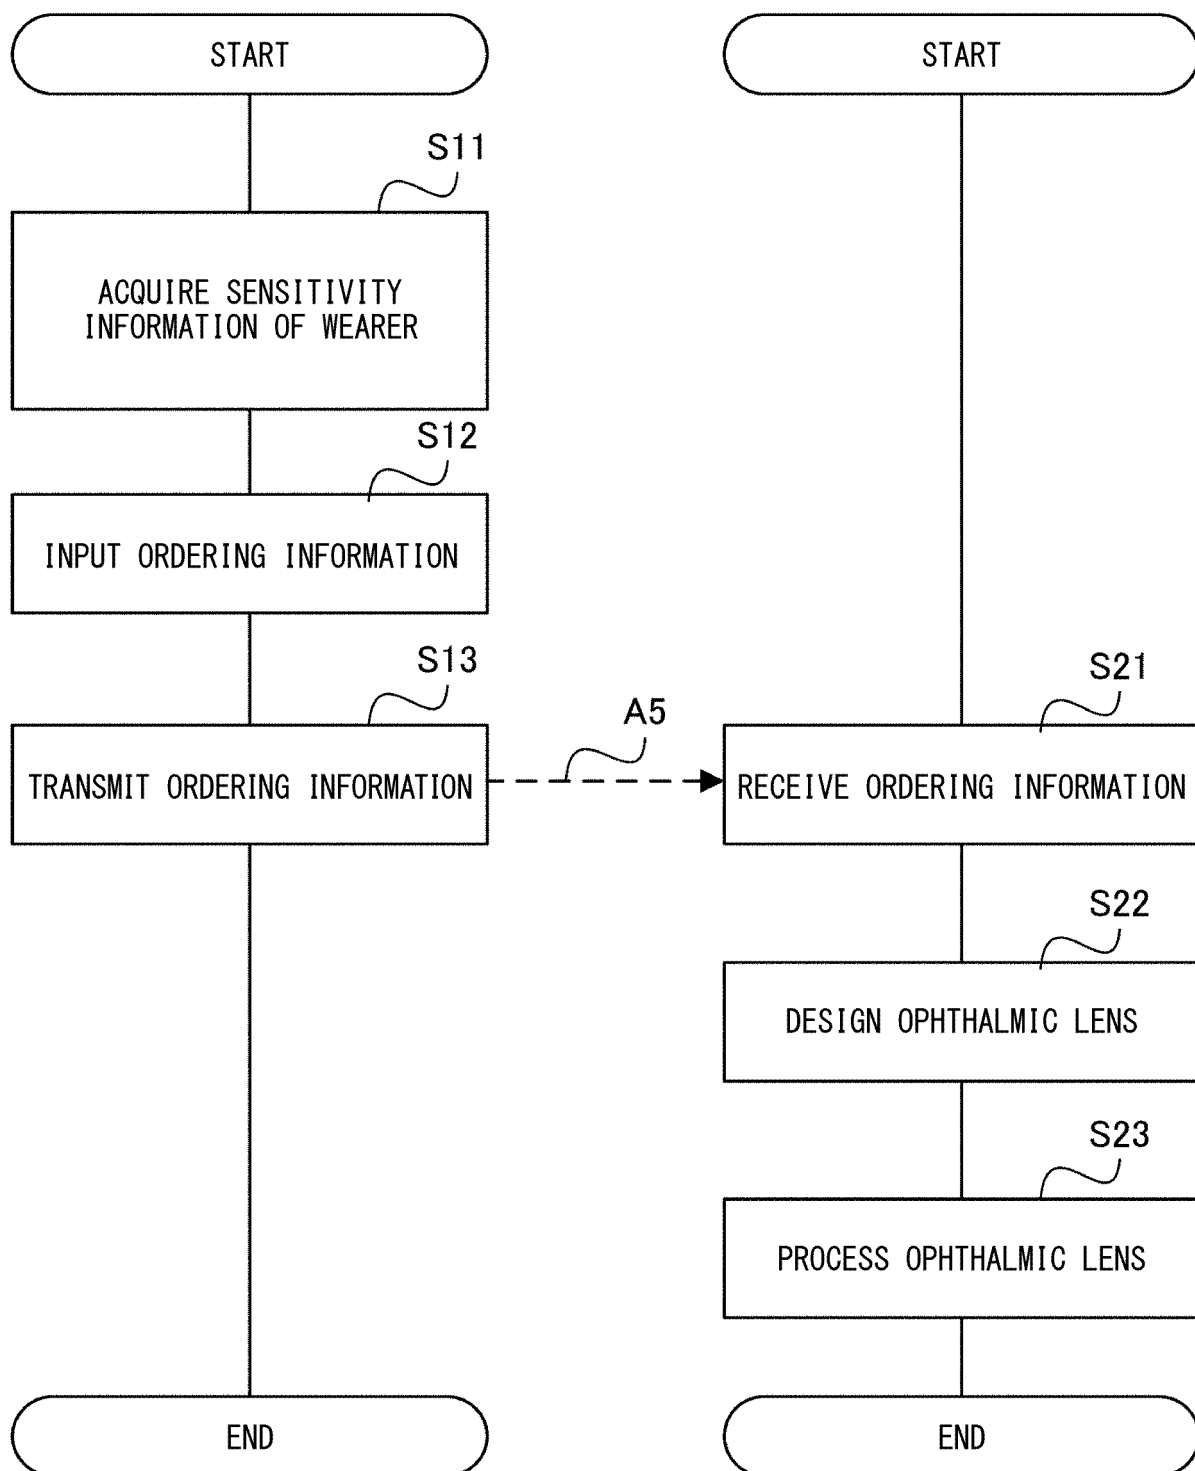 START
S11
ACQUIRE SENSITIVITY
INFORMATION OF WEARER
S12
INPUT ORDERING INFORMATION
S13
TRANSMIT ORDERING INFORMATION
END
A5
START
S21
RECEIVE ORDERING INFORMATION
S22
DESIGN OPHTHALMIC LENS
S23
PROCESS OPHTHALMIC LENS
END